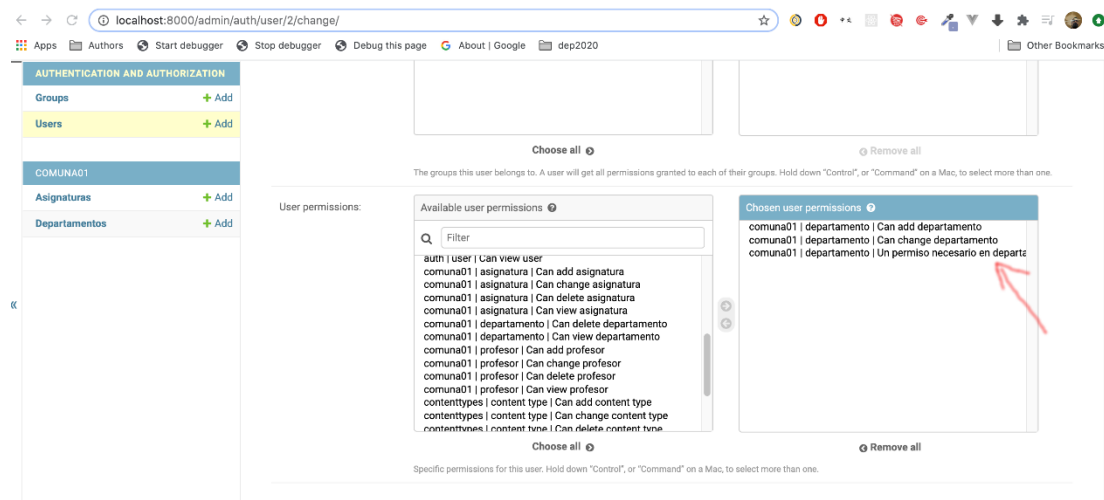 localhost:8000/admin/auth/user/2/change/
Apps Authors Start debugger Stop debugger Debug this page About | Google dep2020 Other Bookmarks
AUTHENTICATION AND AUTHORIZATION
Groups + Add
Users + Add
COMUNA01
Asignaturas + Add
Departamentos + Add
Choose all
Remove all
The groups this user belongs to. A user will get all permissions granted to each of their groups. Hold down “Control”, or “Command” on a Mac, to select more than one.
User permissions:
Available user permissions
Filter
auth | user | Can view user
comuna01 | asignatura | Can add asignatura
comuna01 | asignatura | Can change asignatura
comuna01 | asignatura | Can delete asignatura
comuna01 | asignatura | Can view asignatura
comuna01 | departamento | Can delete departamento
comuna01 | departamento | Can view departamento
comuna01 | profesor | Can add profesor
comuna01 | profesor | Can change profesor
comuna01 | profesor | Can delete profesor
comuna01 | profesor | Can view profesor
contenttypes | content type | Can add content type
contenttypes | content type | Can change content type
contenttypes | content type | Can delete content type
Choose all
Chosen user permissions
comuna01 | departamento | Can add departamento
comuna01 | departamento | Can change departamento
comuna01 | departamento | Un permiso necesario en departa
Remove all
Specific permissions for this user. Hold down “Control”, or “Command” on a Mac, to select more than one.